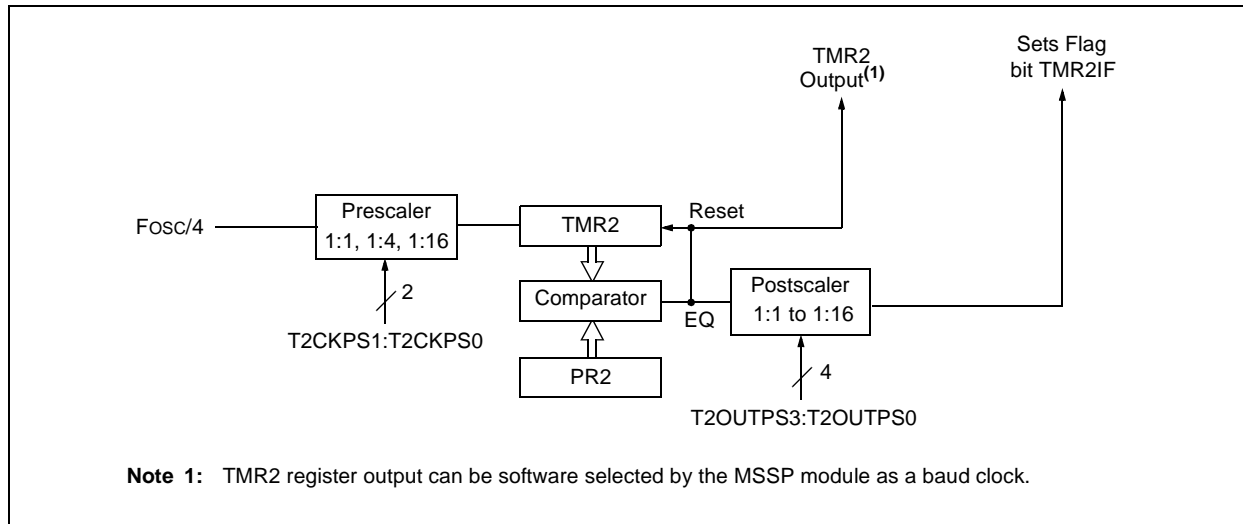 TMR2
Output(1)
Sets Flag
bit TMR2IF
Reset
Fosc/4
Prescaler
1:1, 1:4, 1:16
TMR2
2
Comparator
EQ
Postscaler
1:1 to 1:16
T2CKPS1:T2CKPS0
PR2
4
T2OUTPS3:T2OUTPS0
Note 1: TMR2 register output can be software selected by the MSSP module as a baud clock.